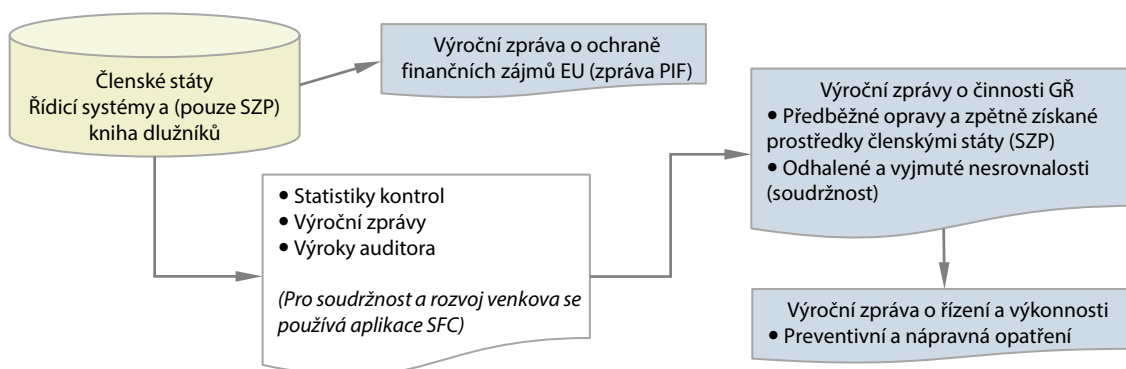 Členské státy
Řídicí systémy a (pouze SZP)
kniha dlužníků
Výroční zpráva o ochraně
finančních zájmů EU (zpráva PIF)
• Statistiky kontrol
• Výroční zprávy
• Výroky auditora
(Pro soudržnost a rozvoj venkova se
používá aplikace SFC)
Výroční zprávy o činnosti GŘ
• Předběžné opravy a zpětně získané
prostředky členskými státy (SZP)
• Odhalené a vyjmuté nesrovnalosti
(soudržnost)
Výroční zpráva o řízení a výkonnosti
• Preventivní a nápravná opatření